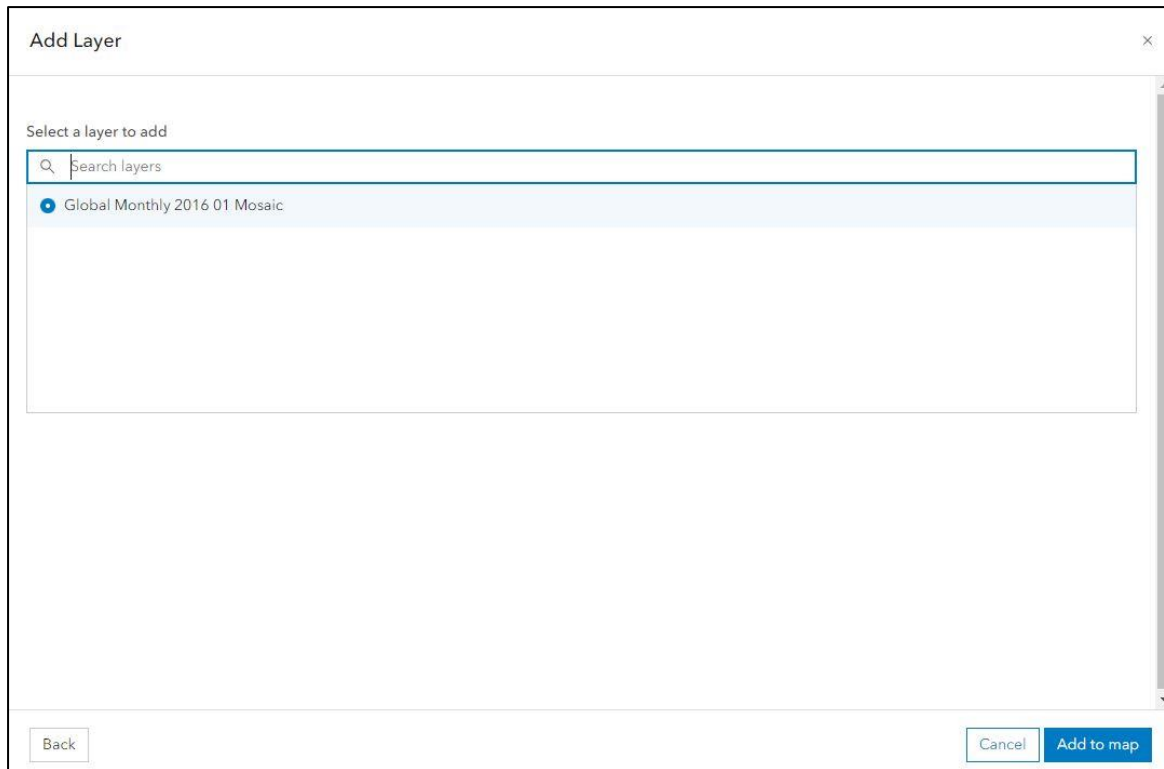 Add Layer
Select a layer to add
Search layers
Global Monthly 2016 01 Mosaic
Back
Cancel
Add to map